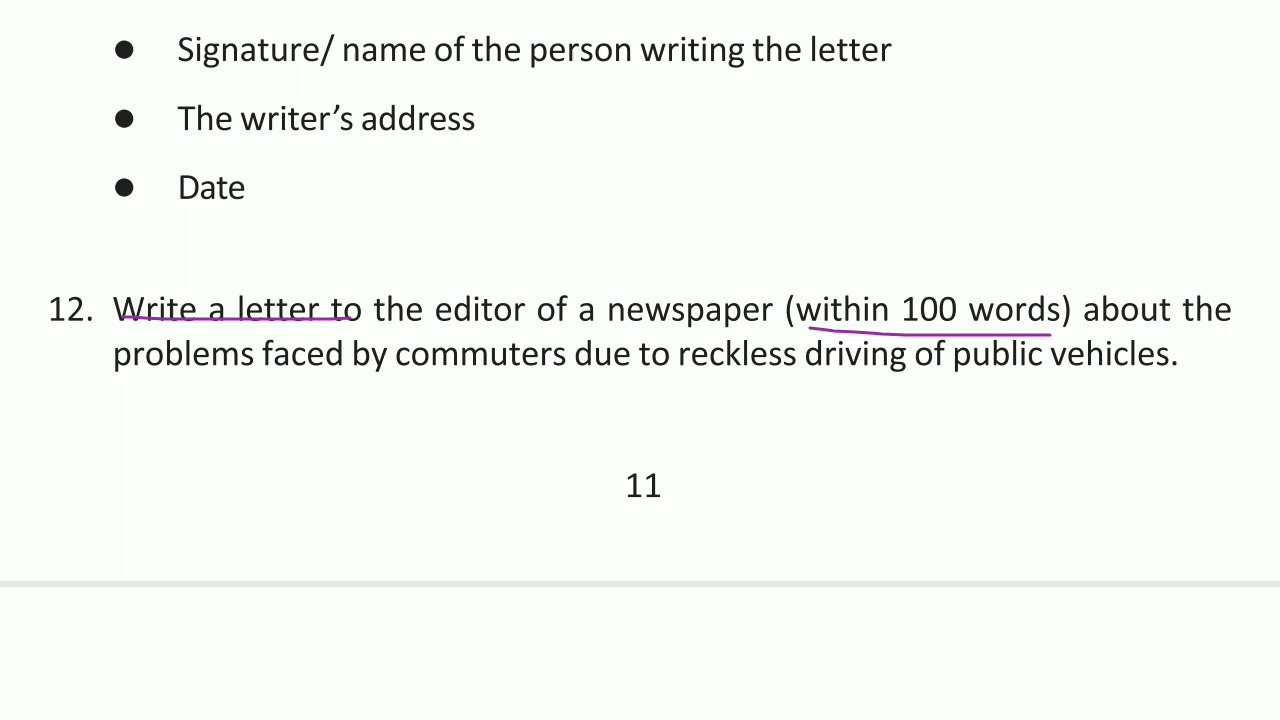 ● Signature/ name of the person writing the letter
● The writer’s address
● Date
12. Write a letter to the editor of a newspaper (within 100 words) about the
problems faced by commuters due to reckless driving of public vehicles.
11